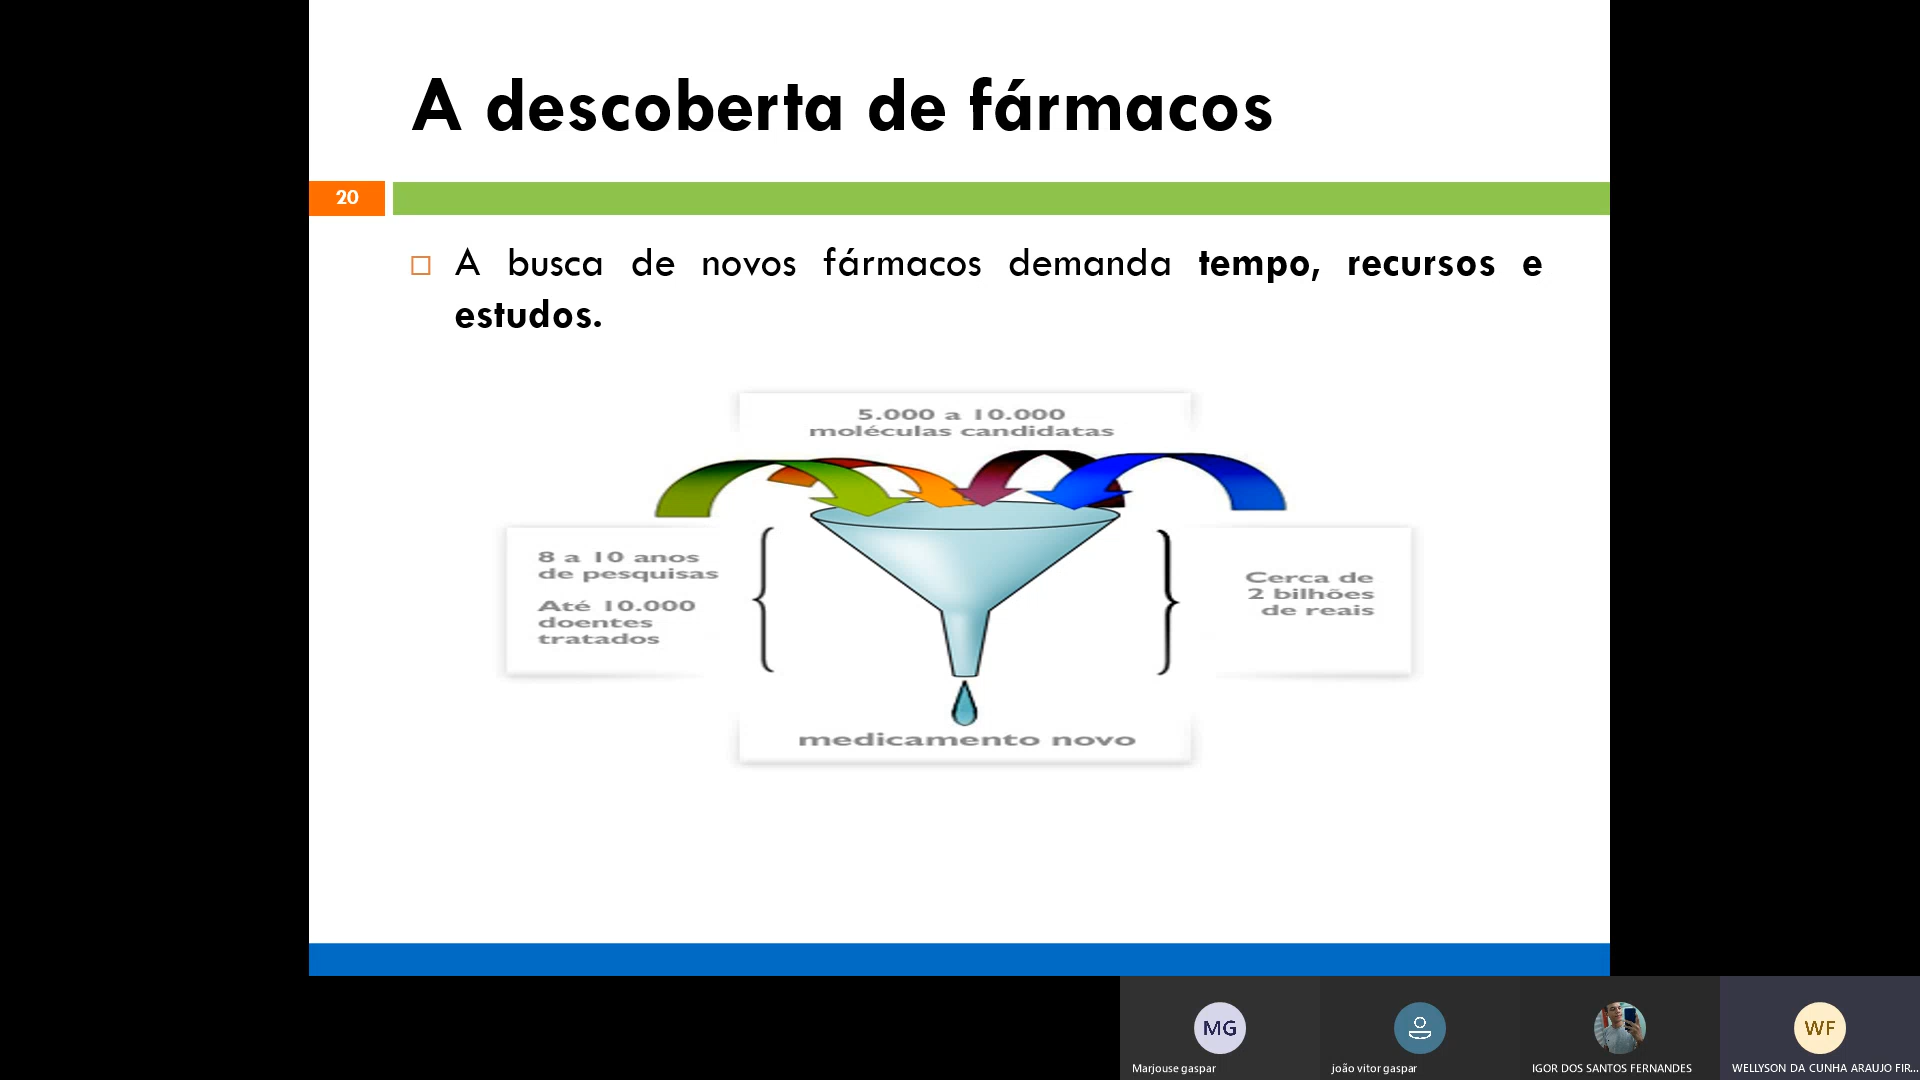 A descoberta de fármacos
20
A busca de novos fármacos demanda tempo, recursos e
estudos.
5.000 a 10.000
moléculas candidatas
8 a 10 anos
de pesquisas
Até 10.000
doentes
tratados
Cerca de
2 bilhões
de reais
medicamento novo
MG
WF
Marjouse gaspar
joão vitor gaspar
IGOR DOS SANTOS FERNANDES
WELLYSON DA CUNHA ARAUJO FIR...